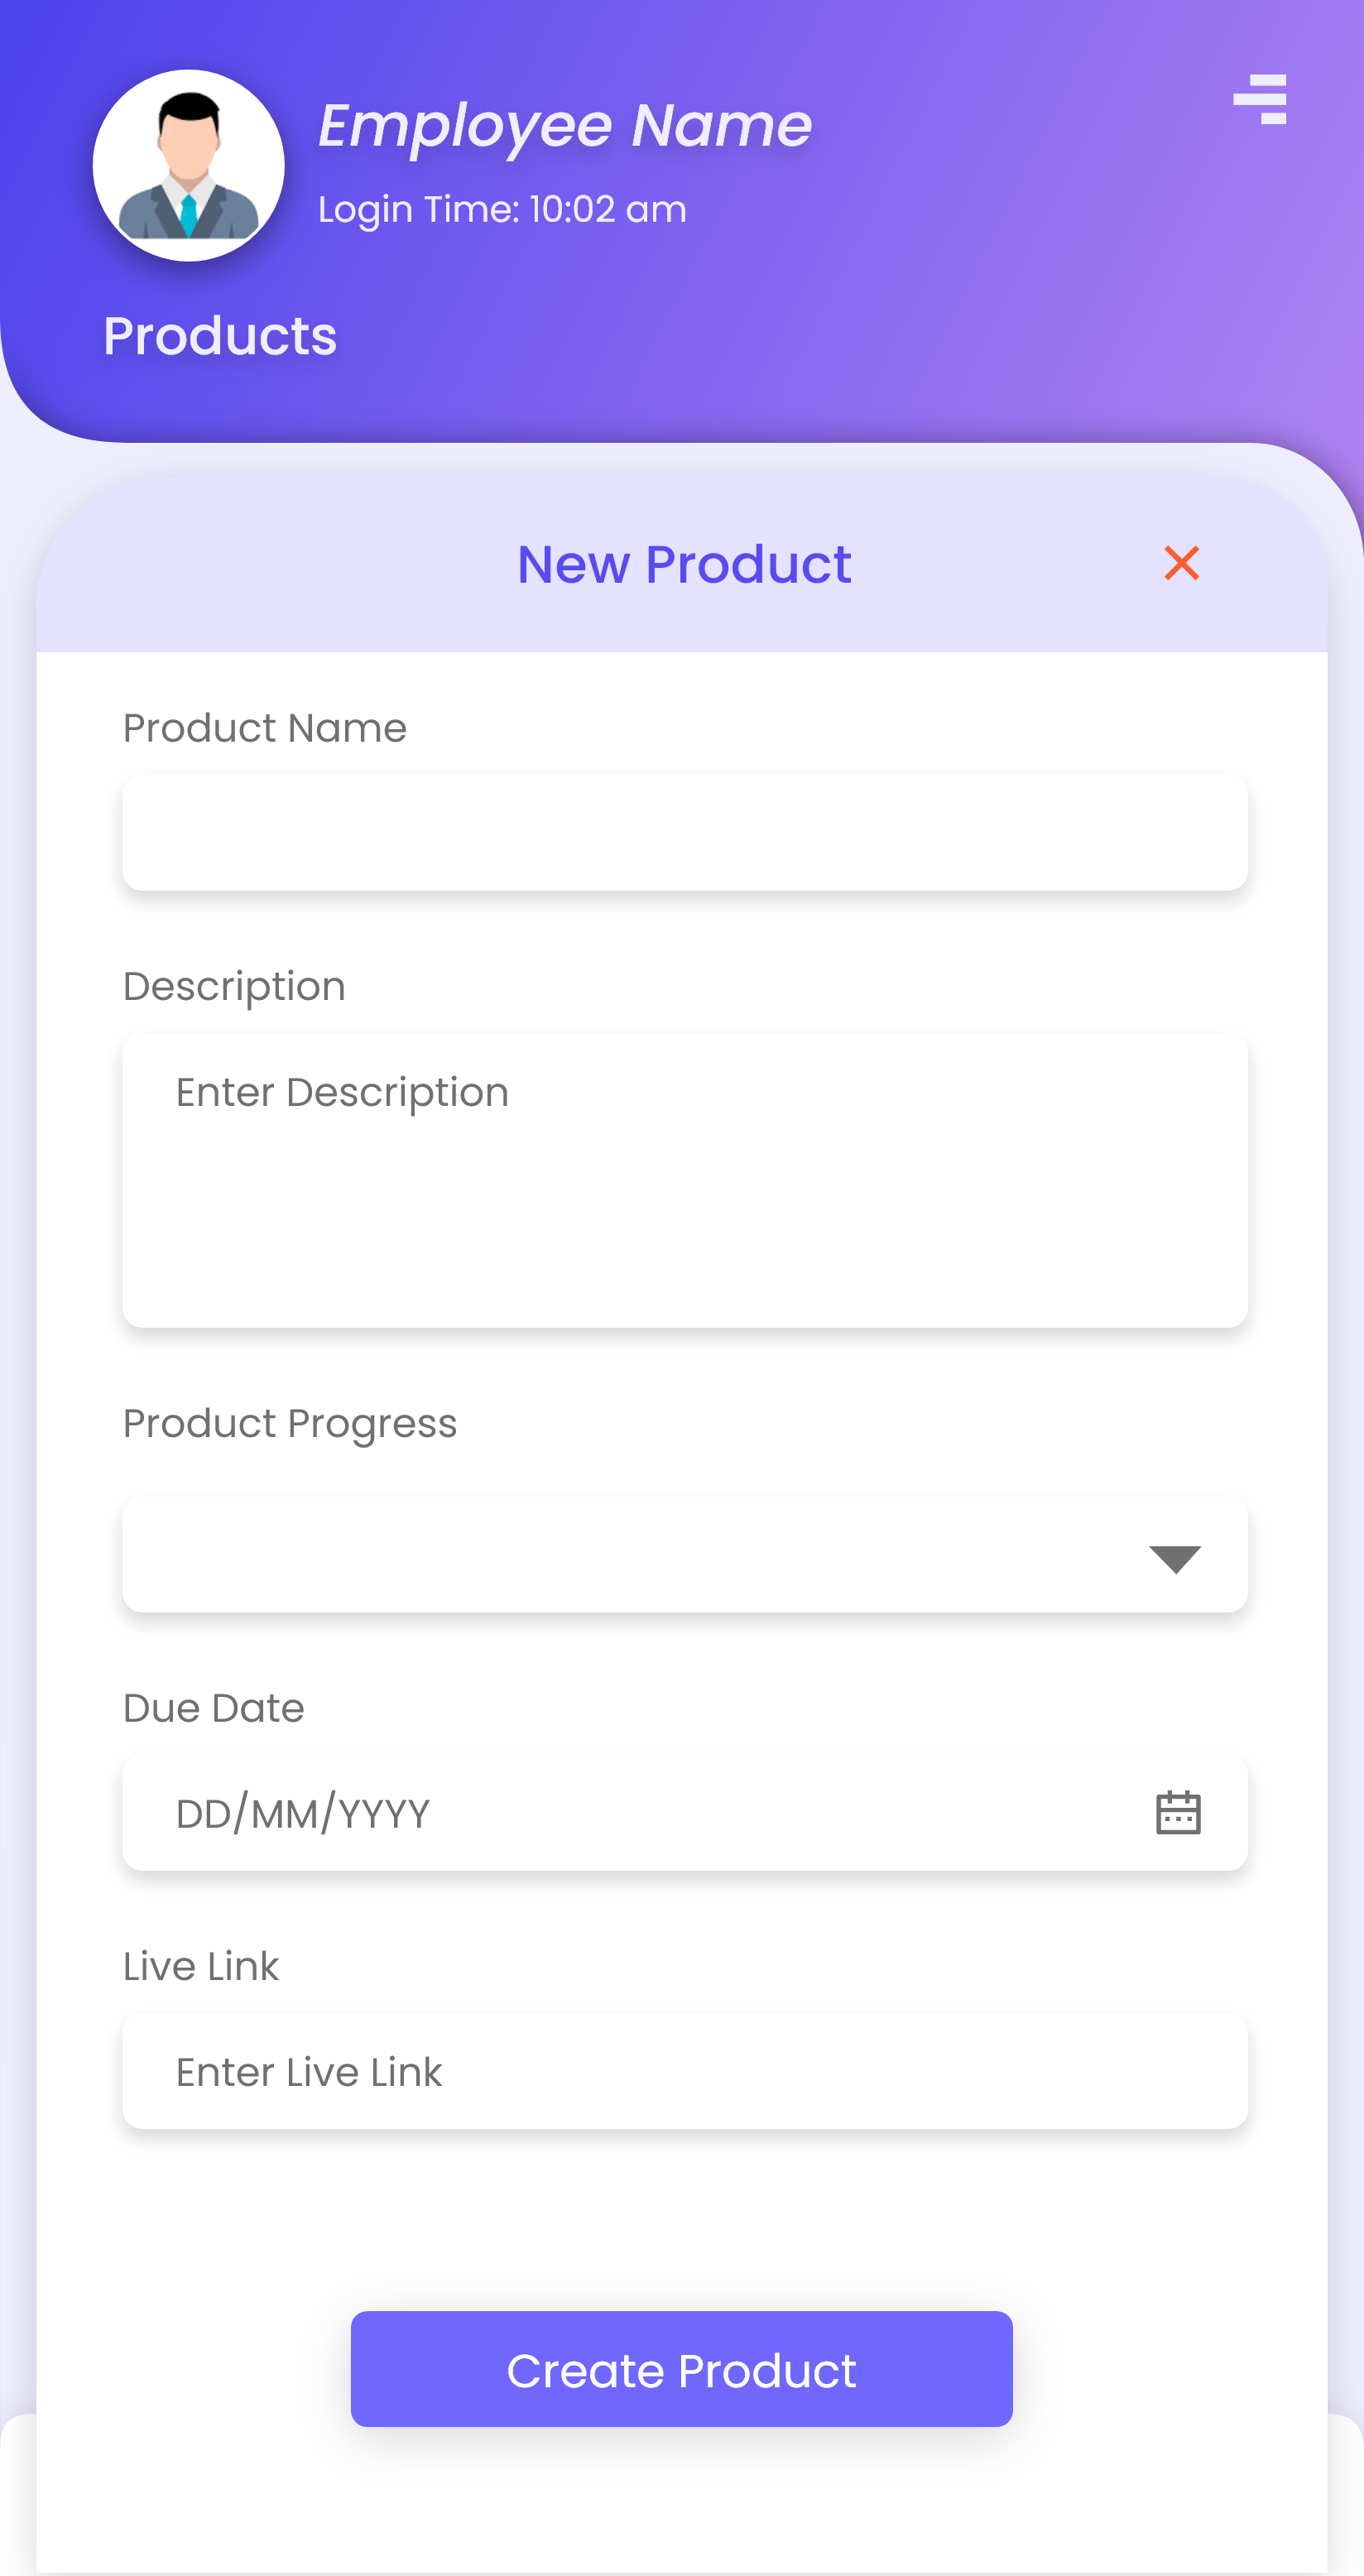 Employee Name
Login Time: 10:02 am
Products
New Product
Product Name
Description
Enter Description
Product Progress
Due Date
DD/MM/YYYY
Live Link
Enter Live Link
Create Product